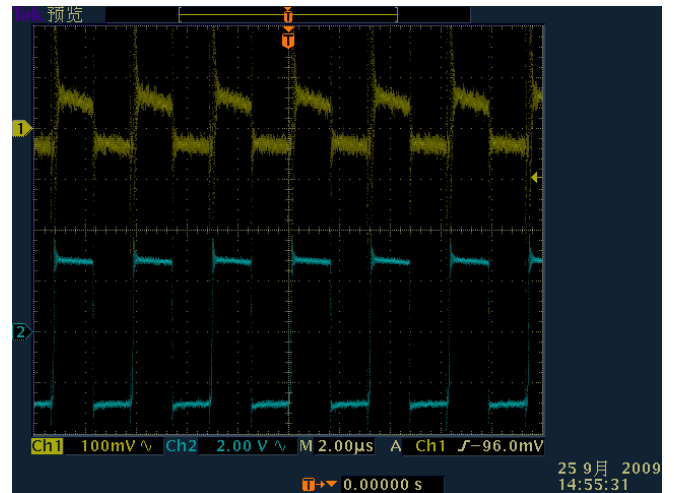 Tek 预览
T
T
1
2
Ch1 100mV ∿ Ch2 2.00 V ∿ M 2.00µs A Ch1 ƒ -96.0mV
T→▼ 0.00000 s
25 9月 2009
14:55:31